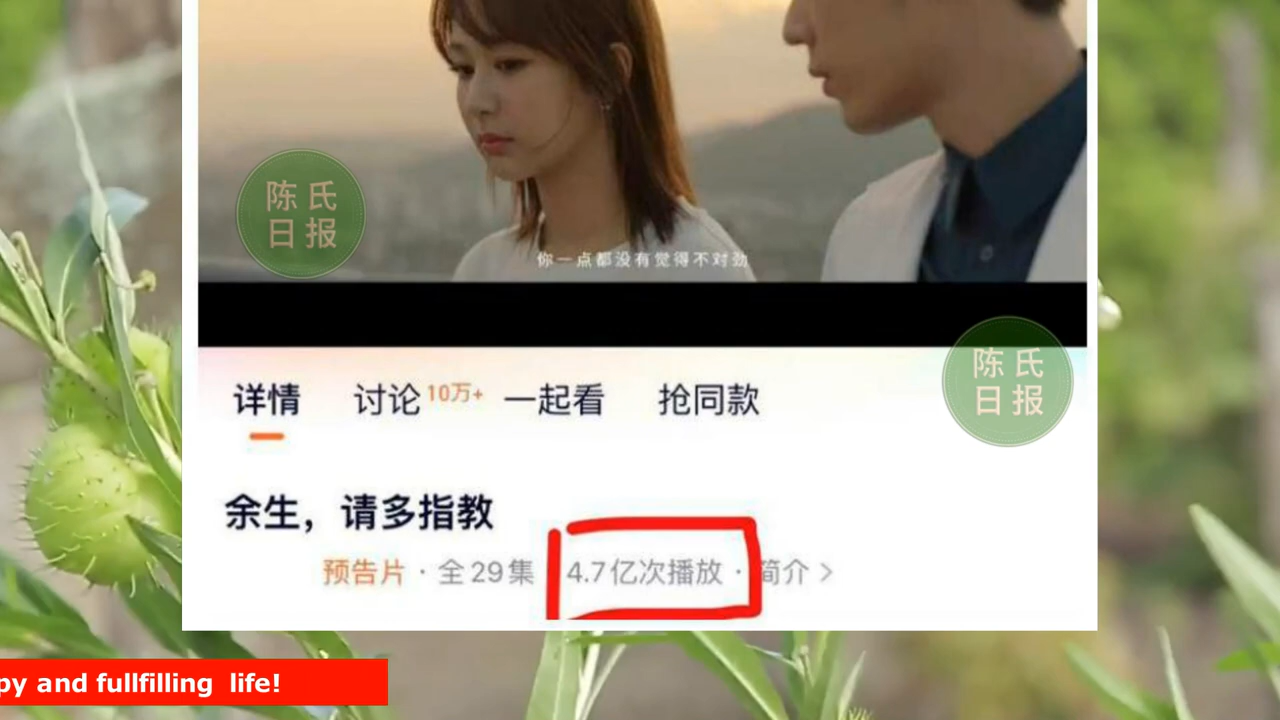 陈氏
日报
你一点都没有觉得不对劲
陈氏
日报
详情 讨论 10万+ 一起看 抢同款
余生，请多指教
预告片 · 全29集 4.7亿次播放 · 简介 >
py and fullfilling life!